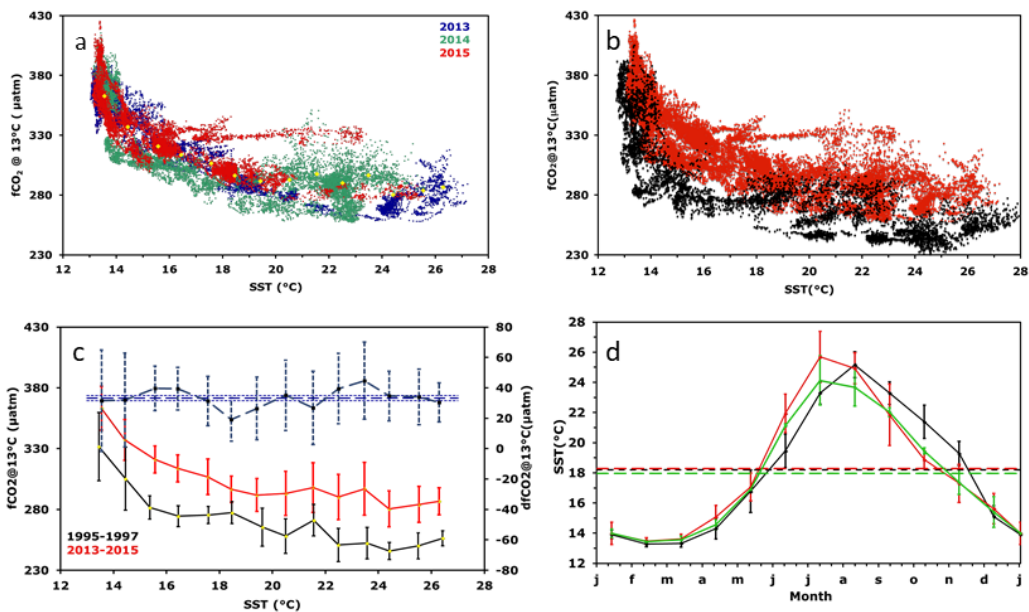 a
2013
2014
2015
fCO₂ @ 13°C ( µatm)
430
380
330
280
230
12 14 16 18 20 22 24 26 28
SST (°C)
b
fCO₂@13°C(µatm)
430
380
330
280
230
12 14 16 18 20 22 24 26 28
SST(°C)
c
fCO2@13°C (µatm)
430
380
330
280
230
80
60
40
20
0
-20
-40
-60
-80
dfCO2@13°C(µatm)
1995-1997
2013-2015
12 14 16 18 20 22 24 26 28
SST (°C)
d
SST(°C)
28
26
24
22
20
18
16
14
12
j f m a m j j a s o n d j
Month